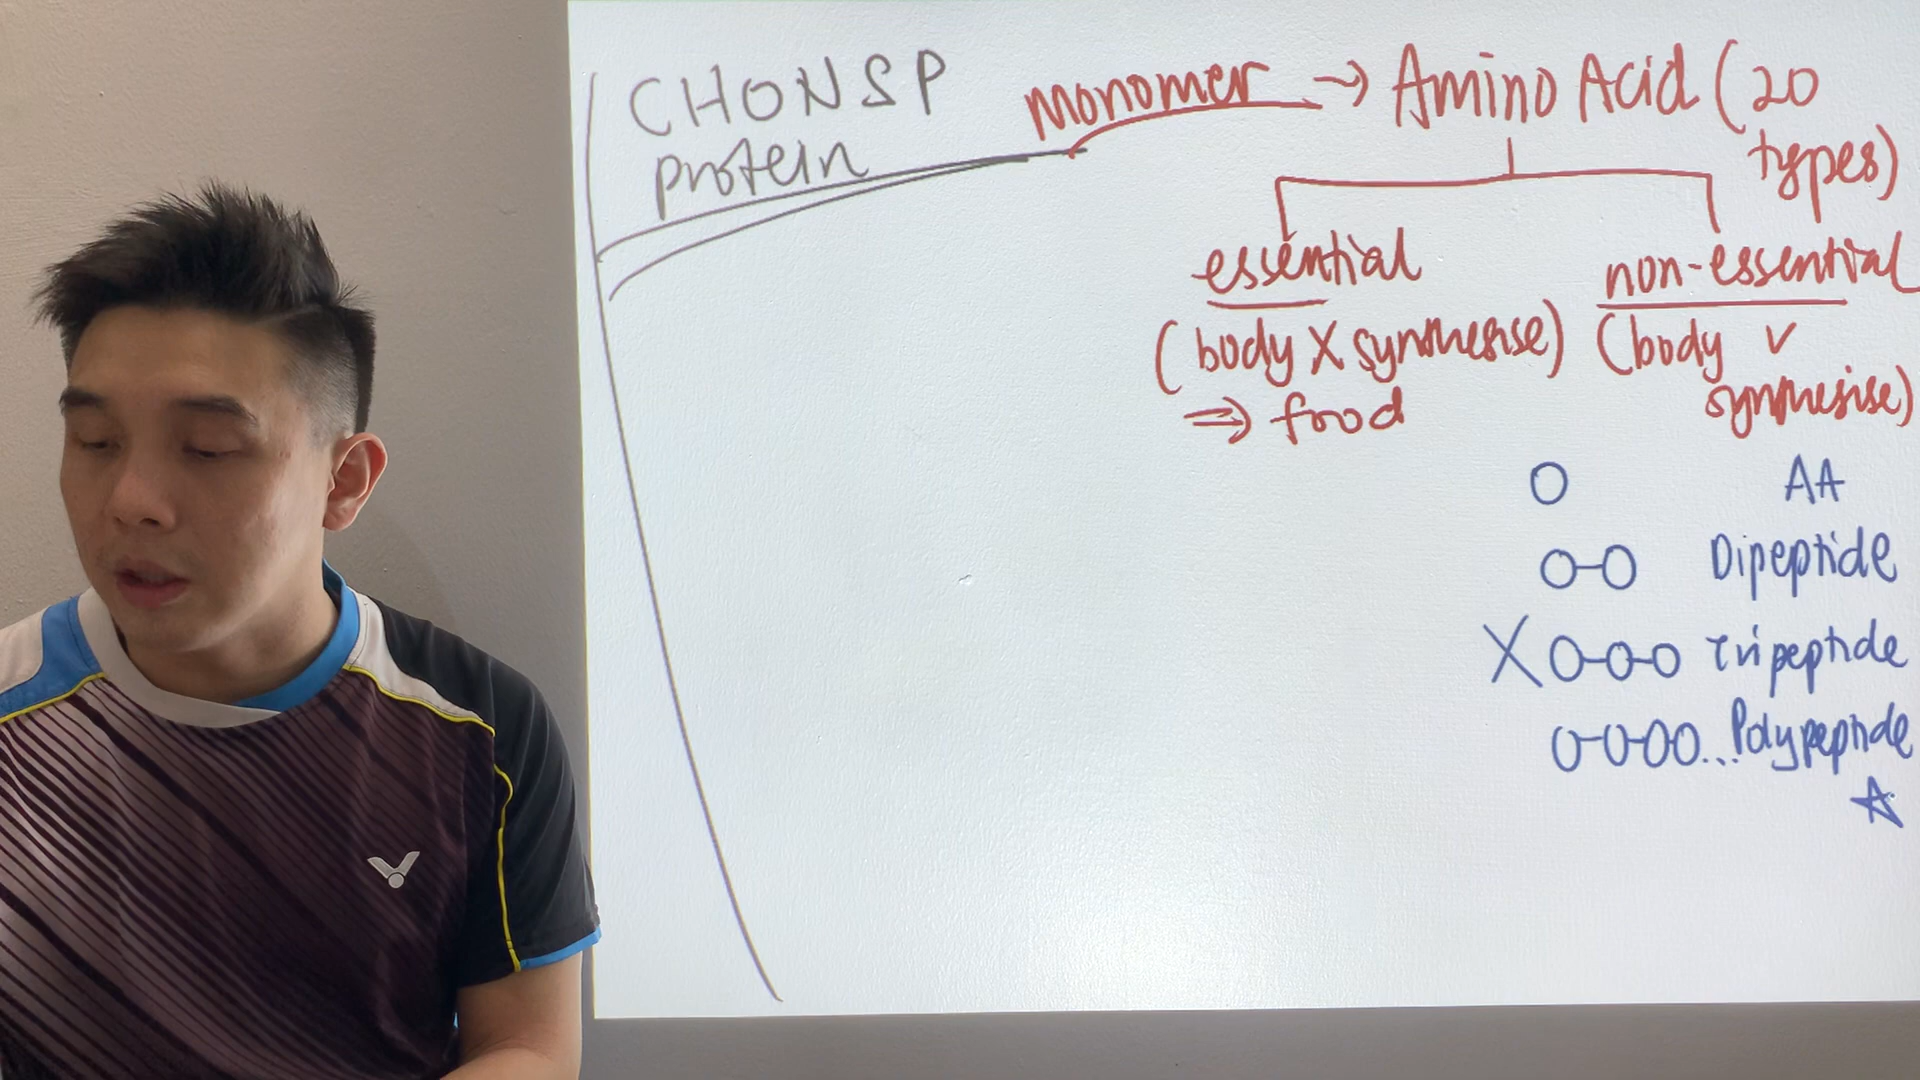 CHONSP
protein
monomer → Amino Acid (20
types)
essential
(body X synthesise)
⇒ food
non-essential
(body ✓
synthesise)
O AA
O-O Dipeptide
X O-O-O Tripeptide
O-O-OO... Polypeptide
☆